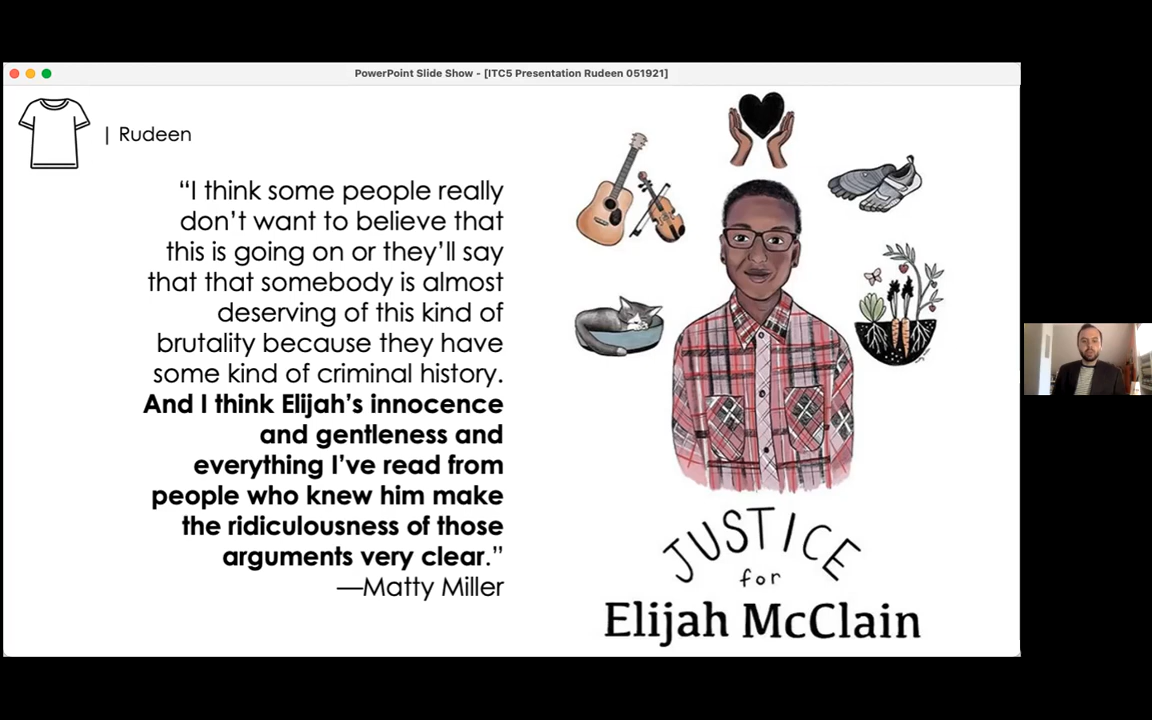 PowerPoint Slide Show - [ITC5 Presentation Rudeen 051921]
| Rudeen
“I think some people really
don’t want to believe that
this is going on or they’ll say
that that somebody is almost
deserving of this kind of
brutality because they have
some kind of criminal history.
And I think Elijah’s innocence
and gentleness and
everything I’ve read from
people who knew him make
the ridiculousness of those
arguments very clear.”
—Matty Miller
JUSTICE
for
Elijah McClain